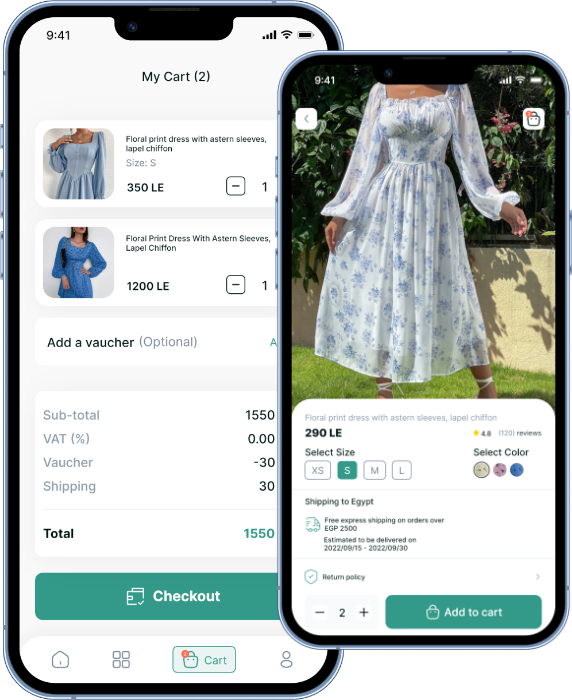 9:41
My Cart (2)
Floral print dress with astern sleeves,
lapel chiffon
Size: S
350 LE
1
Floral Print Dress With Astern Sleeves,
Lapel Chiffon
1200 LE
1
Add a vaucher (Optional)
A
Sub-total 1550
VAT (%) 0.00
Vaucher -30
Shipping 30
Total 1550
Checkout
Cart
9:41
Floral print dress with astern sleeves, lapel chiffon
290 LE
4.8 (120) reviews
Select Size
Select Color
XS S M L
Shipping to Egypt
Free express shipping on orders over
EGP 2500
Estimated to be delivered on
2022/09/15 - 2022/09/30
Return policy
2
Add to cart